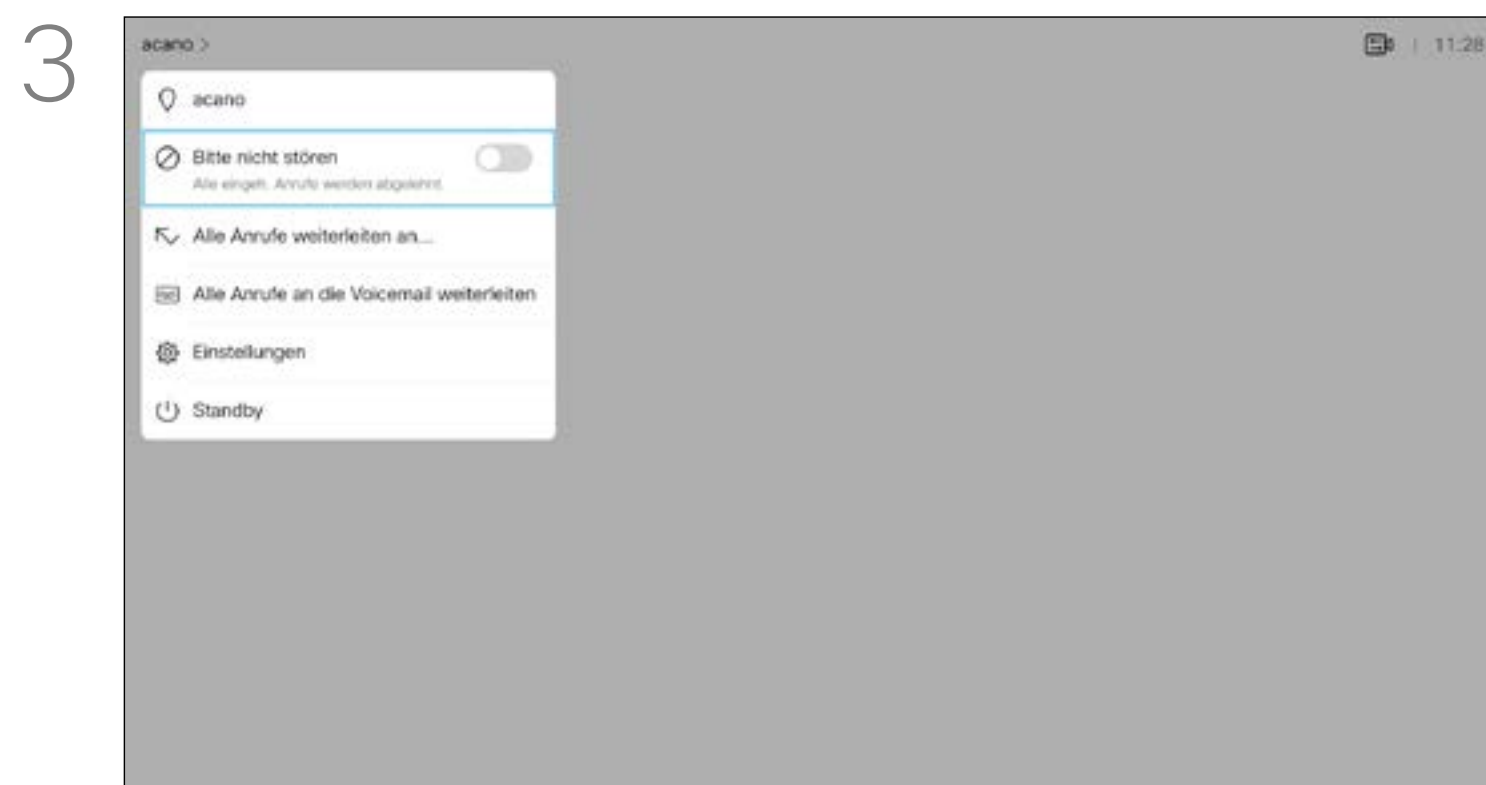 3
acano >
11:28
acano
Bitte nicht stören
Alle eingeh. Anrufe werden abgelehnt.
Alle Anrufe weiterleiten an...
Alle Anrufe an die Voicemail weiterleiten
Einstellungen
Standby